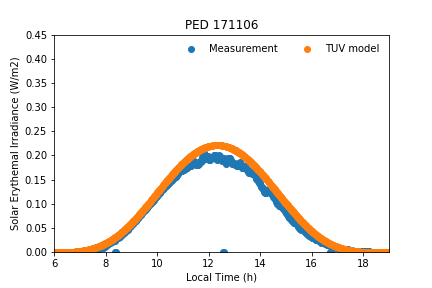 PED 171106
Measurement
TUV model
Solar Erythemal Irradiance (W/m2)
0.45
0.40
0.35
0.30
0.25
0.20
0.15
0.10
0.05
0.00
6 8 10 12 14 16 18
Local Time (h)